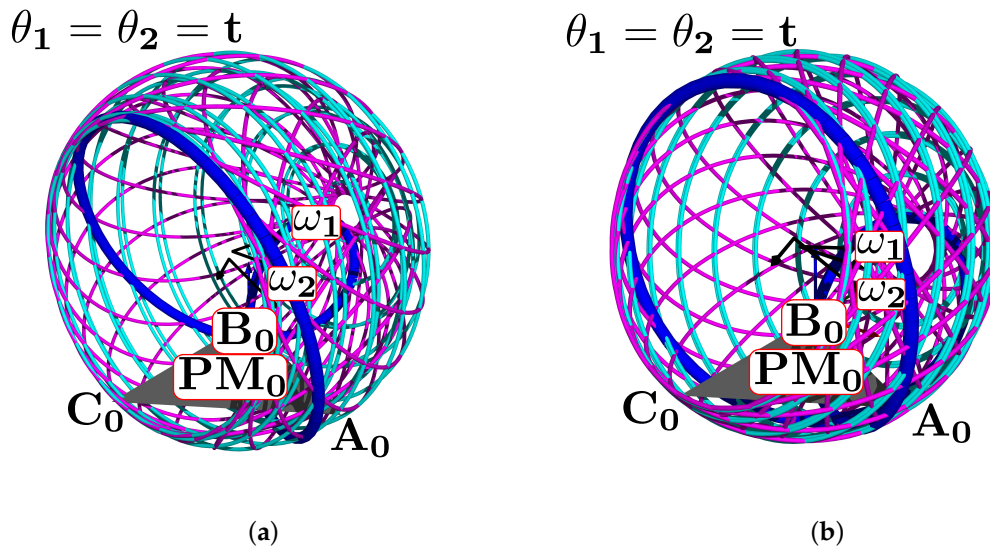 θ₁ = θ₂ = t
θ₁ = θ₂ = t
ω₁
ω₂
B₀
PM₀
C₀
A₀
ω₁
ω₂
B₀
PM₀
C₀
A₀
(a)
(b)